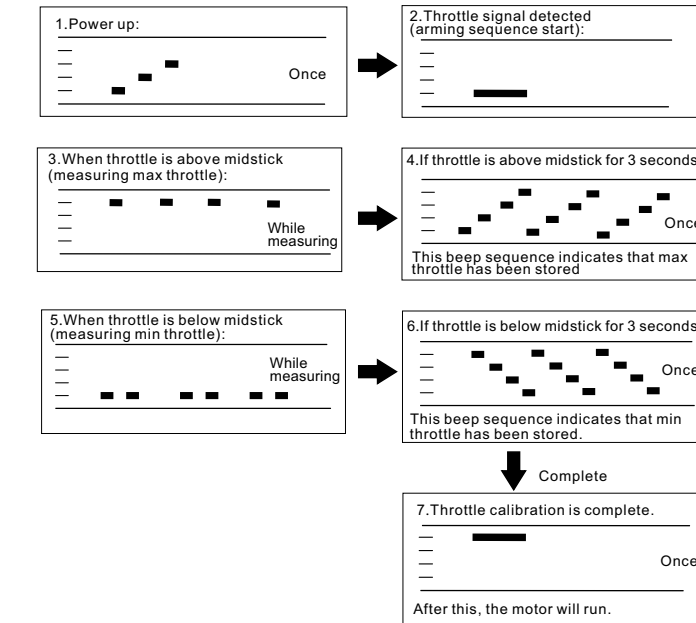 1.Power up:
Once
2.Throttle signal detected
(arming sequence start):
3.When throttle is above midstick
(measuring max throttle):
While
measuring
4.If throttle is above midstick for 3 seconds
Once
This beep sequence indicates that max
throttle has been stored
5.When throttle is below midstick
(measuring min throttle):
While
measuring
6.If throttle is below midstick for 3 seconds
Once
This beep sequence indicates that min
throttle has been stored.
Complete
7.Throttle calibration is complete.
Once
After this, the motor will run.